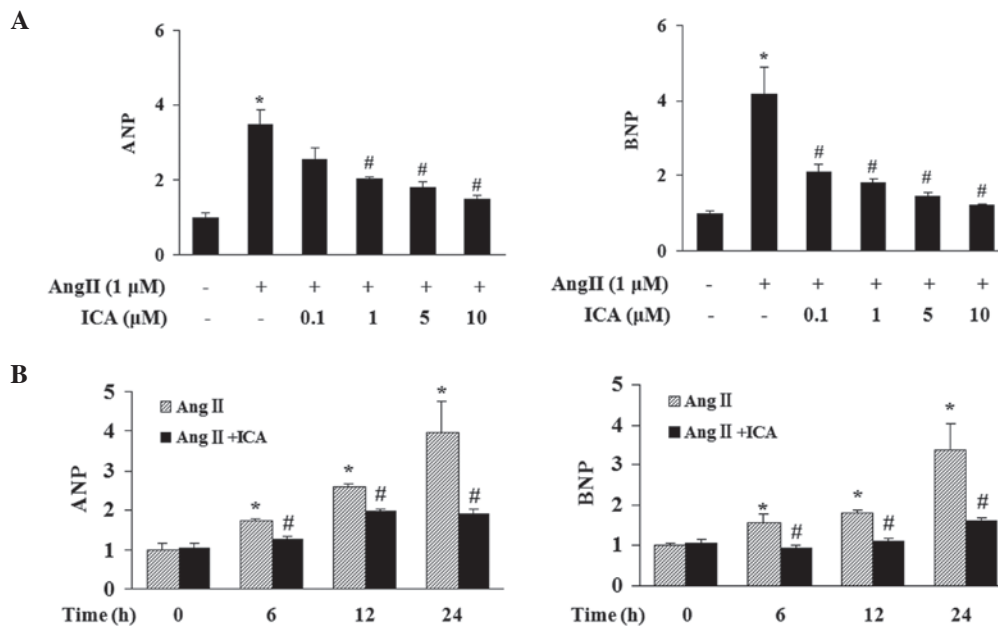 A
6
4
2
0
ANP
*
#
#
#
AngII (1 μM) - + + + + +
ICA (μM) - - 0.1 1 5 10
6
4
2
0
BNP
*
#
#
#
#
AngII (1 μM) - + + + + +
ICA (μM) - - 0.1 1 5 10
B
5
4
3
2
1
0
ANP
Ang II
Ang II +ICA
*
#
*
#
*
#
Time (h) 0 6 12 24
5
4
3
2
1
0
BNP
Ang II
Ang II +ICA
*
#
*
#
*
#
Time (h) 0 6 12 24